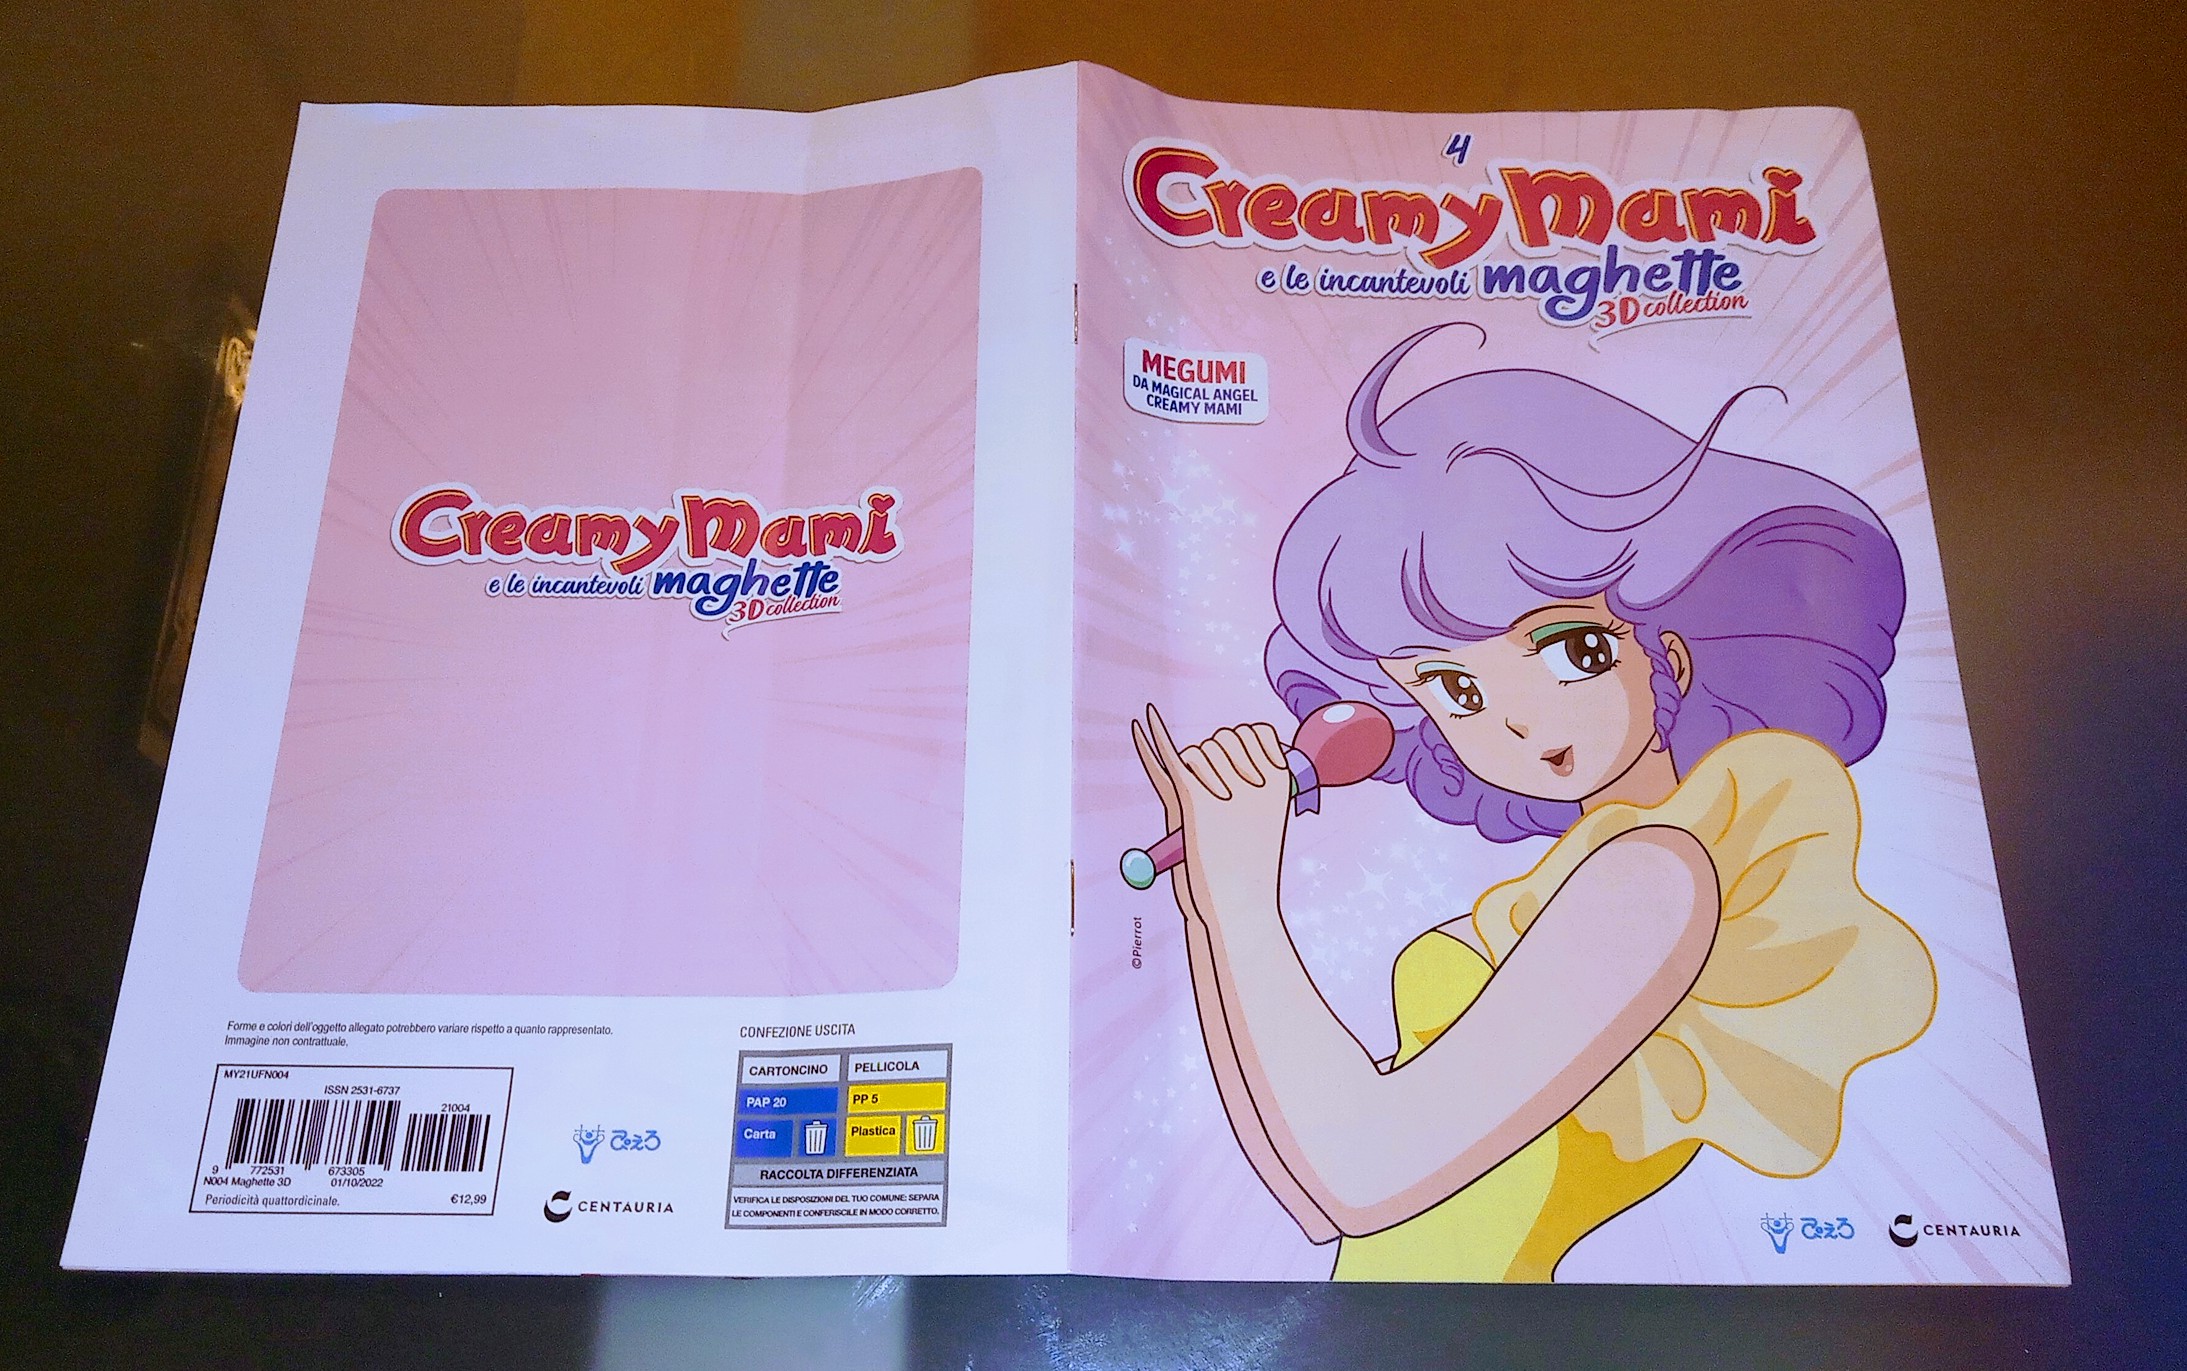 Creamy Mami
e le incantevoli maghette
3D collection
Forme e colori dell'oggetto allegato potrebbero variare rispetto a quanto rappresentato.
Immagine non contrattuale.
MY21UFN004
ISSN 2531-6737
21004
9 772531 673305
N004 Maghette 3D 01/10/2022
Periodicità quattordicinale. €12,99
CENTAURIA
CONFEZIONE USCITA
CARTONCINO PELLICOLA
PAP 20 PP 5
Carta Plastica
RACCOLTA DIFFERENZIATA
VERIFICA LE DISPOSIZIONI DEL TUO COMUNE: SEPARA
LE COMPONENTI E CONFERISCILE IN MODO CORRETTO.
4
Creamy Mami
e le incantevoli maghette
3D collection
MEGUMI
DA MAGICAL ANGEL
CREAMY MAMI
©Pierrot
CENTAURIA